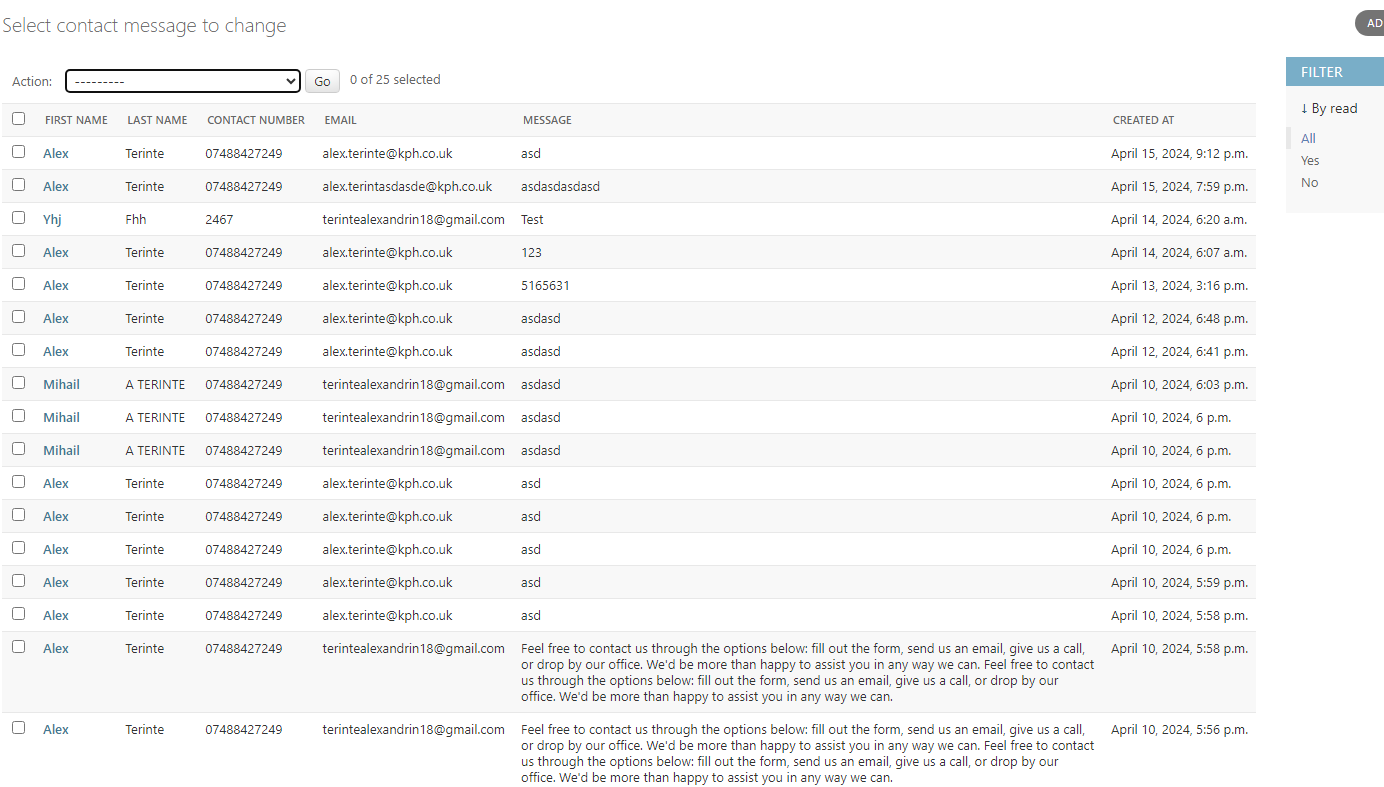 Select contact message to change
AD
Action: --------- Go 0 of 25 selected
FILTER
↓ By read
All
Yes
No
FIRST NAME LAST NAME CONTACT NUMBER EMAIL MESSAGE CREATED AT
Alex Terinte 07488427249 alex.terinte@kph.co.uk asd April 15, 2024, 9:12 p.m.
Alex Terinte 07488427249 alex.terintasdasde@kph.co.uk asdasdasdasd April 15, 2024, 7:59 p.m.
Yhj Fhh 2467 terintealexandrin18@gmail.com Test April 14, 2024, 6:20 a.m.
Alex Terinte 07488427249 alex.terinte@kph.co.uk 123 April 14, 2024, 6:07 a.m.
Alex Terinte 07488427249 alex.terinte@kph.co.uk 5165631 April 13, 2024, 3:16 p.m.
Alex Terinte 07488427249 alex.terinte@kph.co.uk asdasd April 12, 2024, 6:48 p.m.
Alex Terinte 07488427249 alex.terinte@kph.co.uk asdasd April 12, 2024, 6:41 p.m.
Mihail A TERINTE 07488427249 terintealexandrin18@gmail.com asdasd April 10, 2024, 6:03 p.m.
Mihail A TERINTE 07488427249 terintealexandrin18@gmail.com asdasd April 10, 2024, 6 p.m.
Mihail A TERINTE 07488427249 terintealexandrin18@gmail.com asdasd April 10, 2024, 6 p.m.
Alex Terinte 07488427249 alex.terinte@kph.co.uk asd April 10, 2024, 6 p.m.
Alex Terinte 07488427249 alex.terinte@kph.co.uk asd April 10, 2024, 6 p.m.
Alex Terinte 07488427249 alex.terinte@kph.co.uk asd April 10, 2024, 6 p.m.
Alex Terinte 07488427249 alex.terinte@kph.co.uk asd April 10, 2024, 5:59 p.m.
Alex Terinte 07488427249 alex.terinte@kph.co.uk asd April 10, 2024, 5:58 p.m.
Alex Terinte 07488427249 terintealexandrin18@gmail.com Feel free to contact us through the options below: fill out the form, send us an email, give us a call, April 10, 2024, 5:58 p.m.
or drop by our office. We'd be more than happy to assist you in any way we can. Feel free to contact
us through the options below: fill out the form, send us an email, give us a call, or drop by our
office. We'd be more than happy to assist you in any way we can.
Alex Terinte 07488427249 terintealexandrin18@gmail.com Feel free to contact us through the options below: fill out the form, send us an email, give us a call, April 10, 2024, 5:56 p.m.
or drop by our office. We'd be more than happy to assist you in any way we can. Feel free to contact
us through the options below: fill out the form, send us an email, give us a call, or drop by our
office. We'd be more than happy to assist you in any way we can.